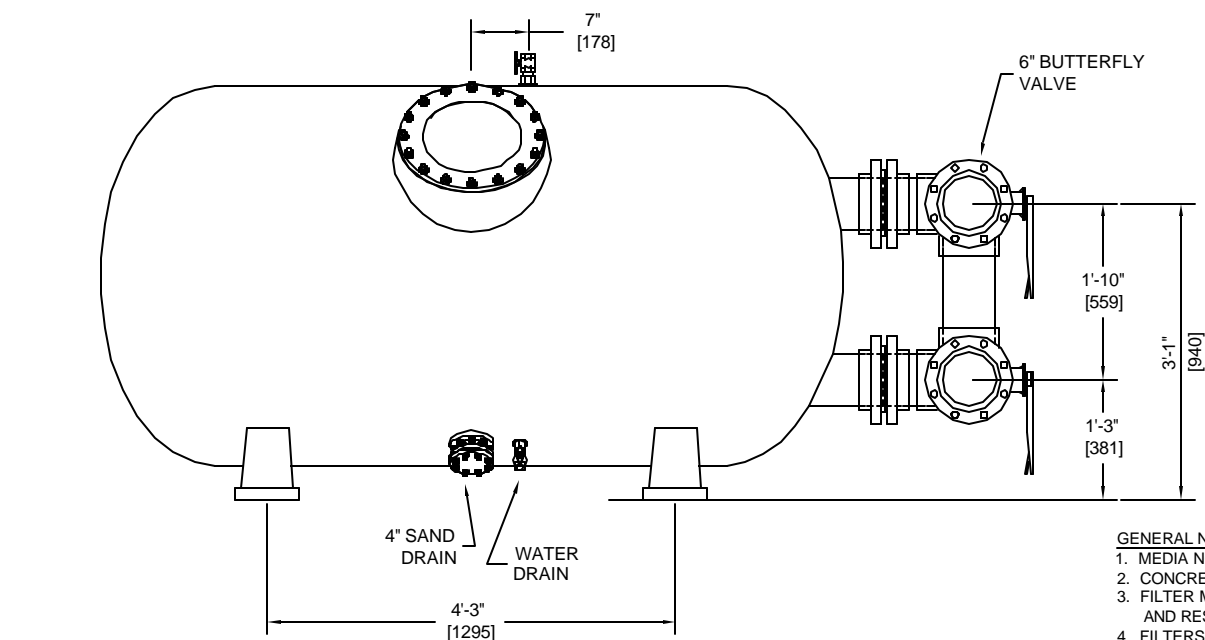 7"
[178]
6" BUTTERFLY
VALVE
1'-10"
[559]
3'-1"
[940]
1'-3"
[381]
4" SAND
DRAIN
WATER
DRAIN
4'-3"
[1295]
GENERAL N
1. MEDIA N
2. CONCRE
3. FILTER M
AND RES
4. FILTERS